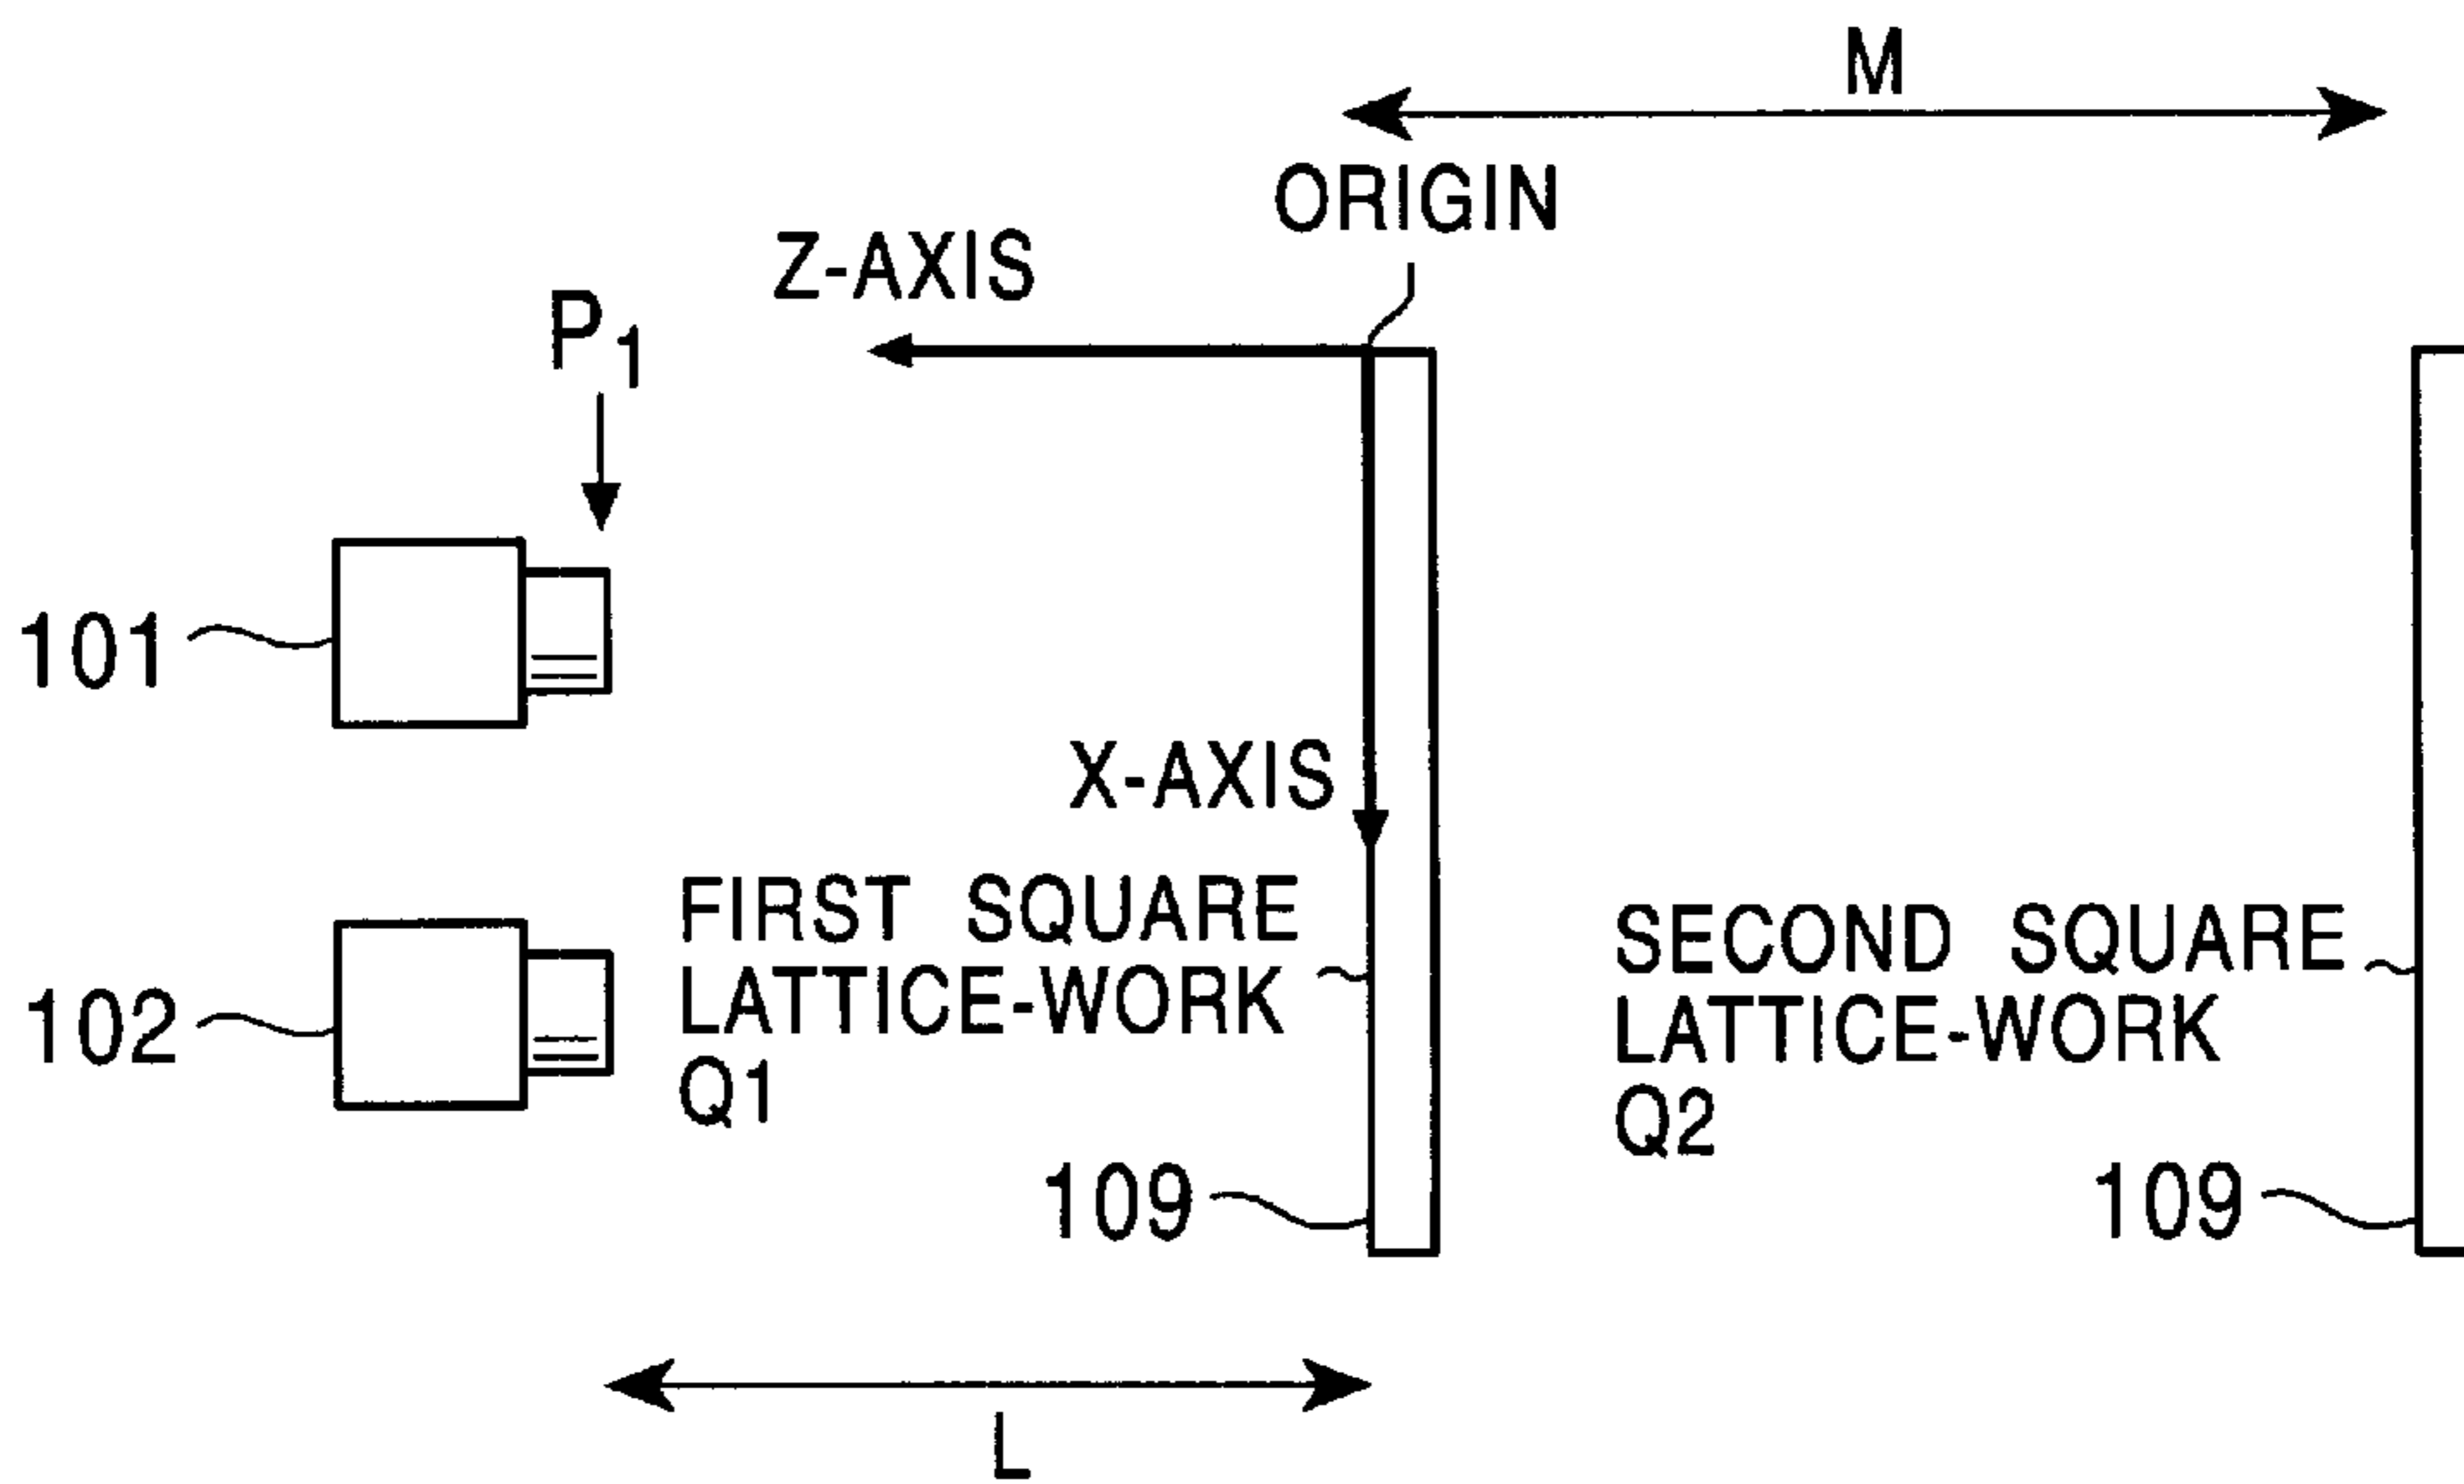 M
ORIGIN
Z-AXIS
P1
101
X-AXIS
FIRST SQUARE
LATTICE-WORK
Q1
SECOND SQUARE
LATTICE-WORK
Q2
102
109
109
L